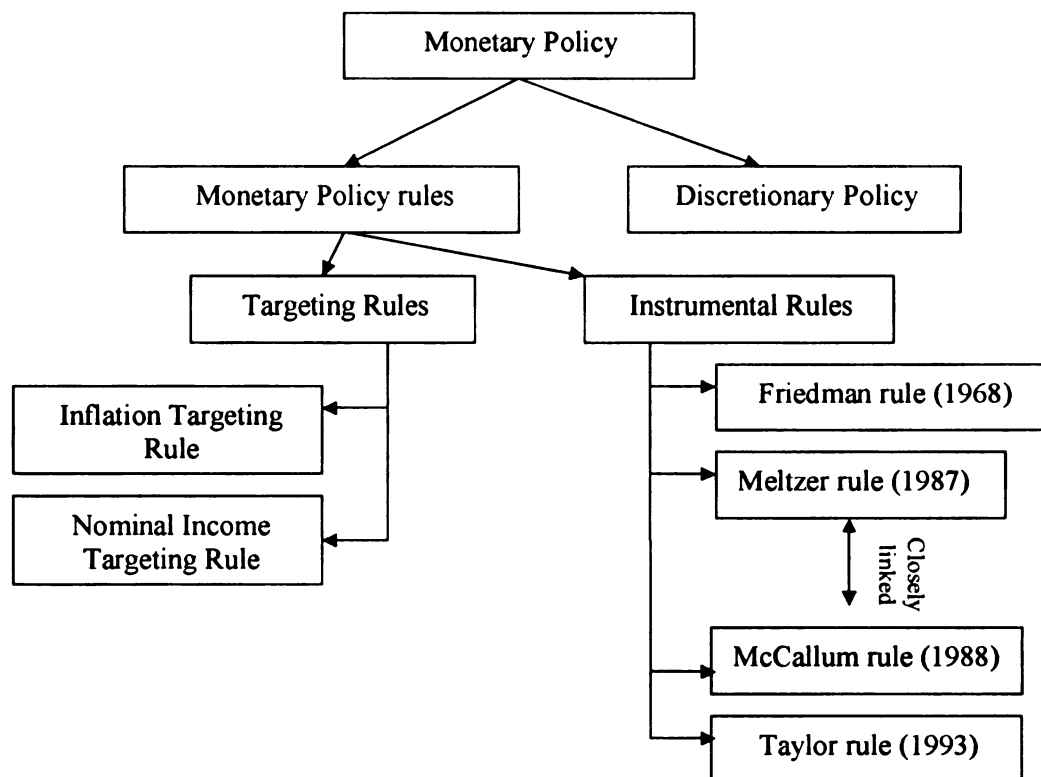 Monetary Policy
Monetary Policy rules
Discretionary Policy
Targeting Rules
Instrumental Rules
Inflation Targeting
Rule
Nominal Income
Targeting Rule
Friedman rule (1968)
Meltzer rule (1987)
Closely
linked
McCallum rule (1988)
Taylor rule (1993)